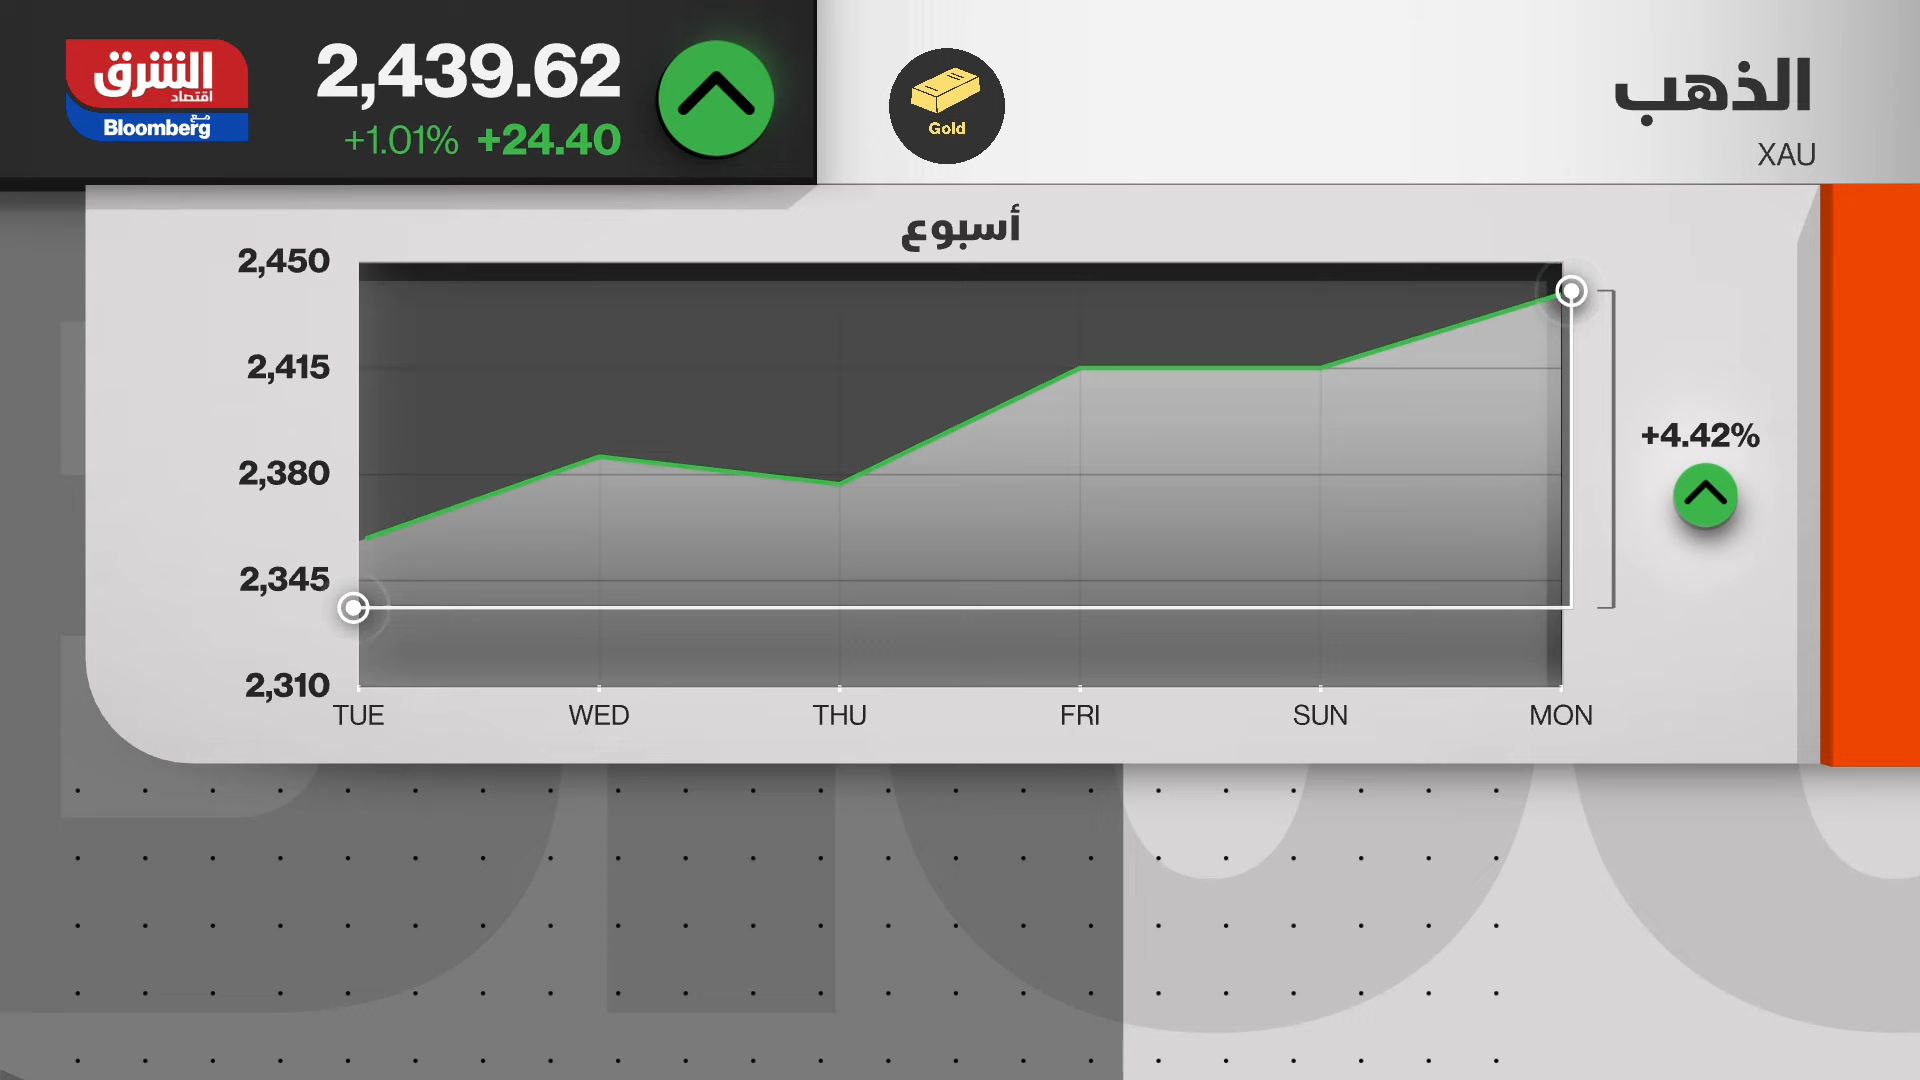 الشرق
اقتصاد
مع
Bloomberg
2,439.62
+1.01% +24.40
Gold
الذهب
XAU
أسبوع
2,450
2,415
2,380
2,345
2,310
TUE WED THU FRI SUN MON
+4.42%